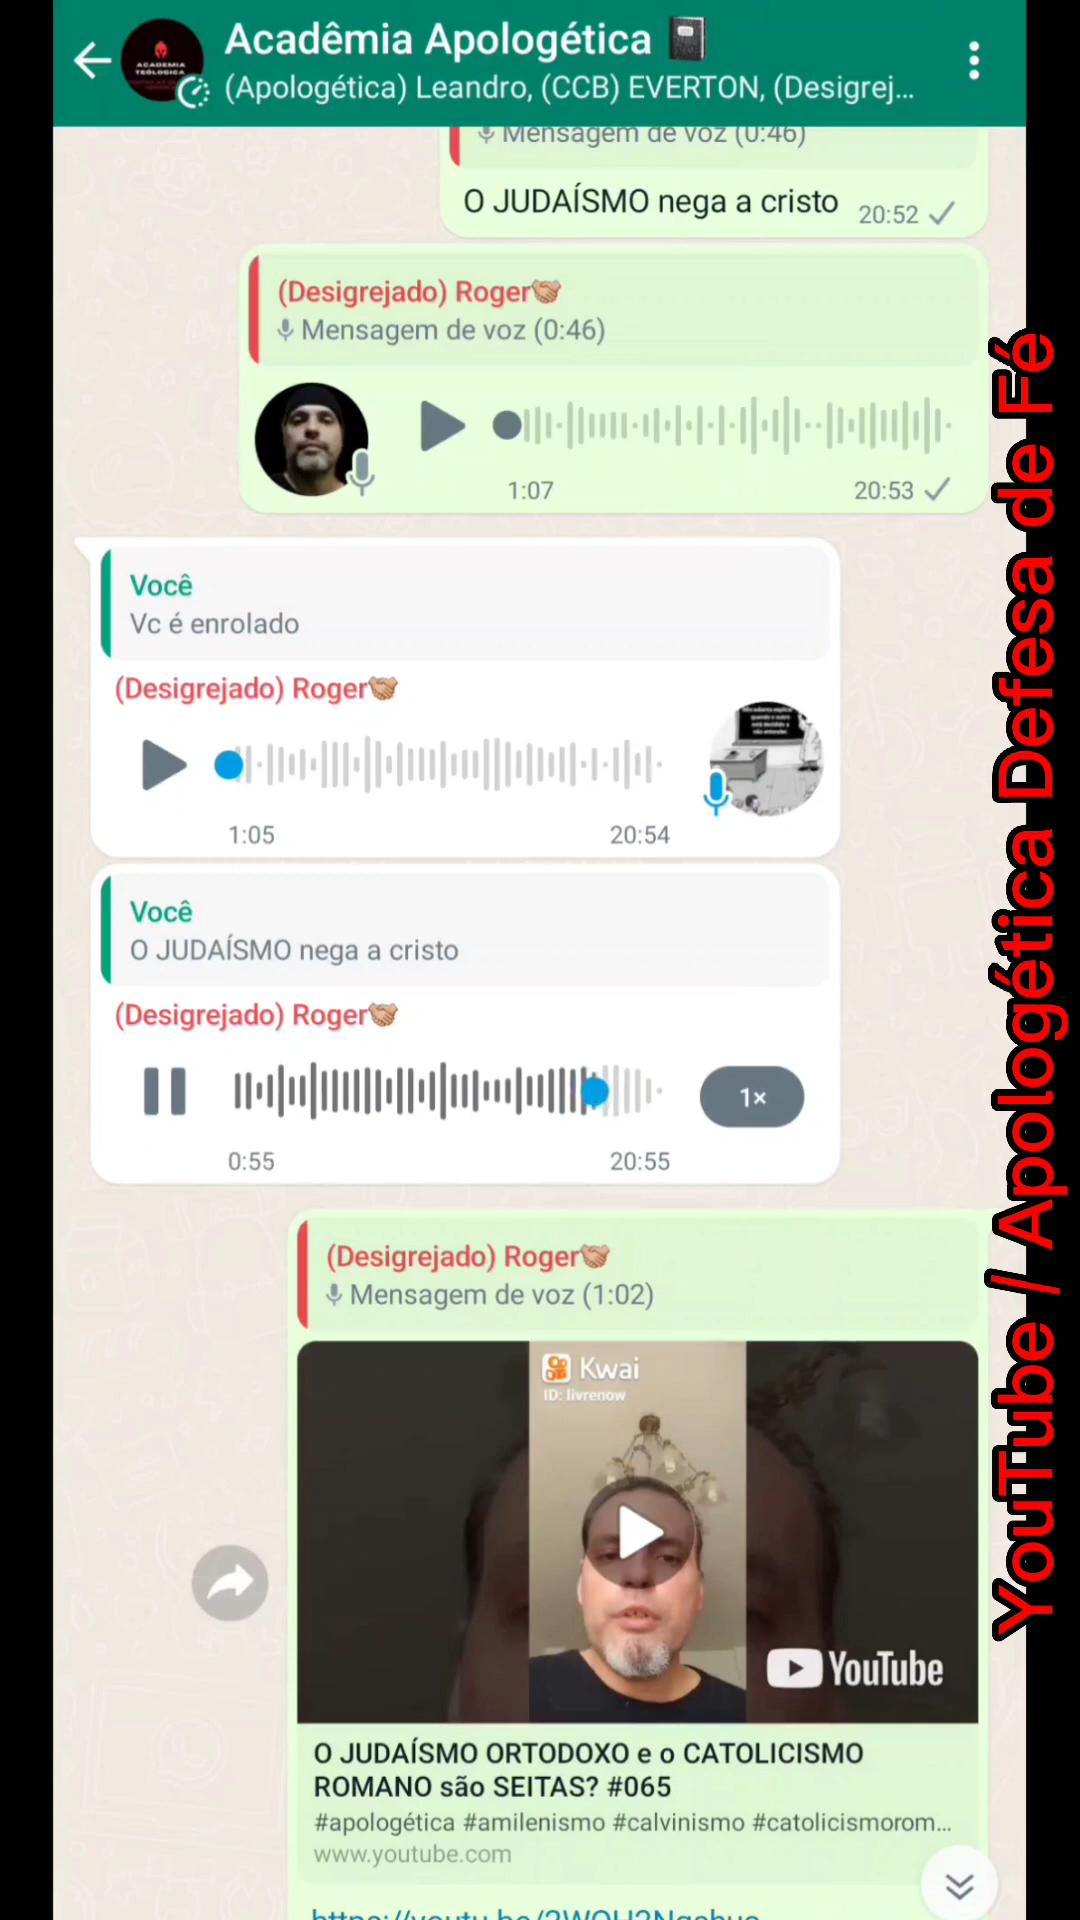 Acadêmia Apologética
(Apologética) Leandro, (CCB) EVERTON, (Desigrej...
ACADEMIA
TEOLOGICA
Mensagem de voz (0:46)
O JUDAÍSMO nega a cristo
20:52
(Desigrejado) Roger
Mensagem de voz (0:46)
1:07
20:53
Você
Vc é enrolado
(Desigrejado) Roger
1:05
20:54
Você
O JUDAÍSMO nega a cristo
(Desigrejado) Roger
1×
0:55
20:55
(Desigrejado) Roger
Mensagem de voz (1:02)
Kwai
ID: livrenow
YouTube
O JUDAÍSMO ORTODOXO e o CATOLICISMO
ROMANO são SEITAS? #065
#apologética #amilenismo #calvinismo #catolicismorom...
www.youtube.com
YouTube / Apologética Defesa de Fé